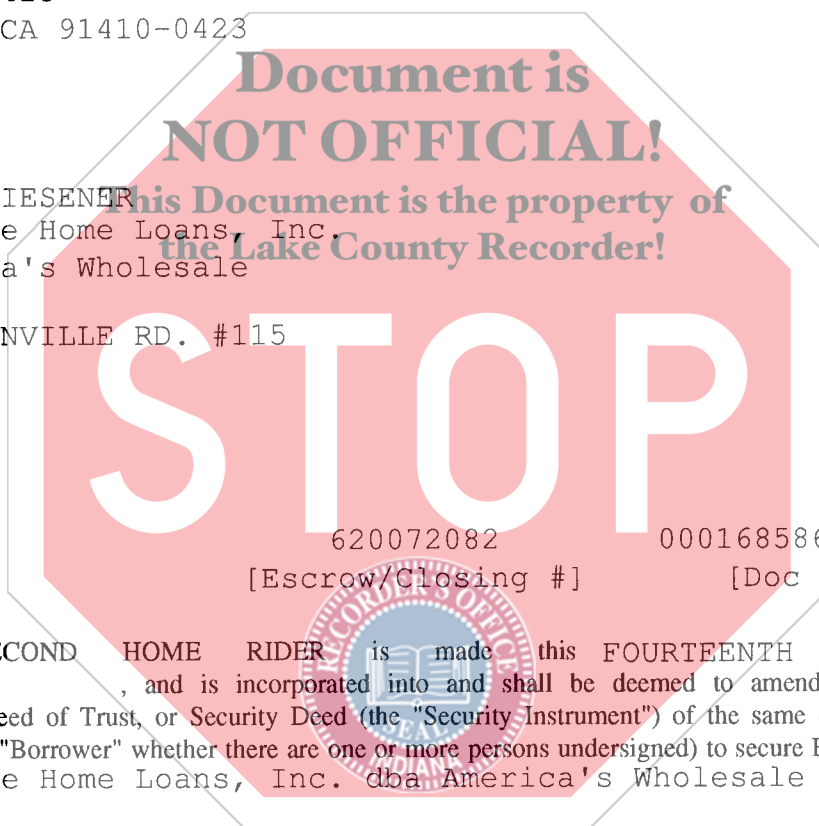 CA 91410-0423
Document is
NOT OFFICIAL!
IESENER
This Document is the property of
e Home Loans, Inc.
the Lake County Recorder!
a's Wholesale
NVILLE RD. #115
STOP
620072082 00016858
[Escrow/Closing #] [Doc
RECORDER'S OFFICE
SEAL
INDIANA
COND HOME RIDER is made this FOURTEENTH
, and is incorporated into and shall be deemed to amend
eed of Trust, or Security Deed (the "Security Instrument") of the same
"Borrower" whether there are one or more persons undersigned) to secure
e Home Loans, Inc. dba America's Wholesale